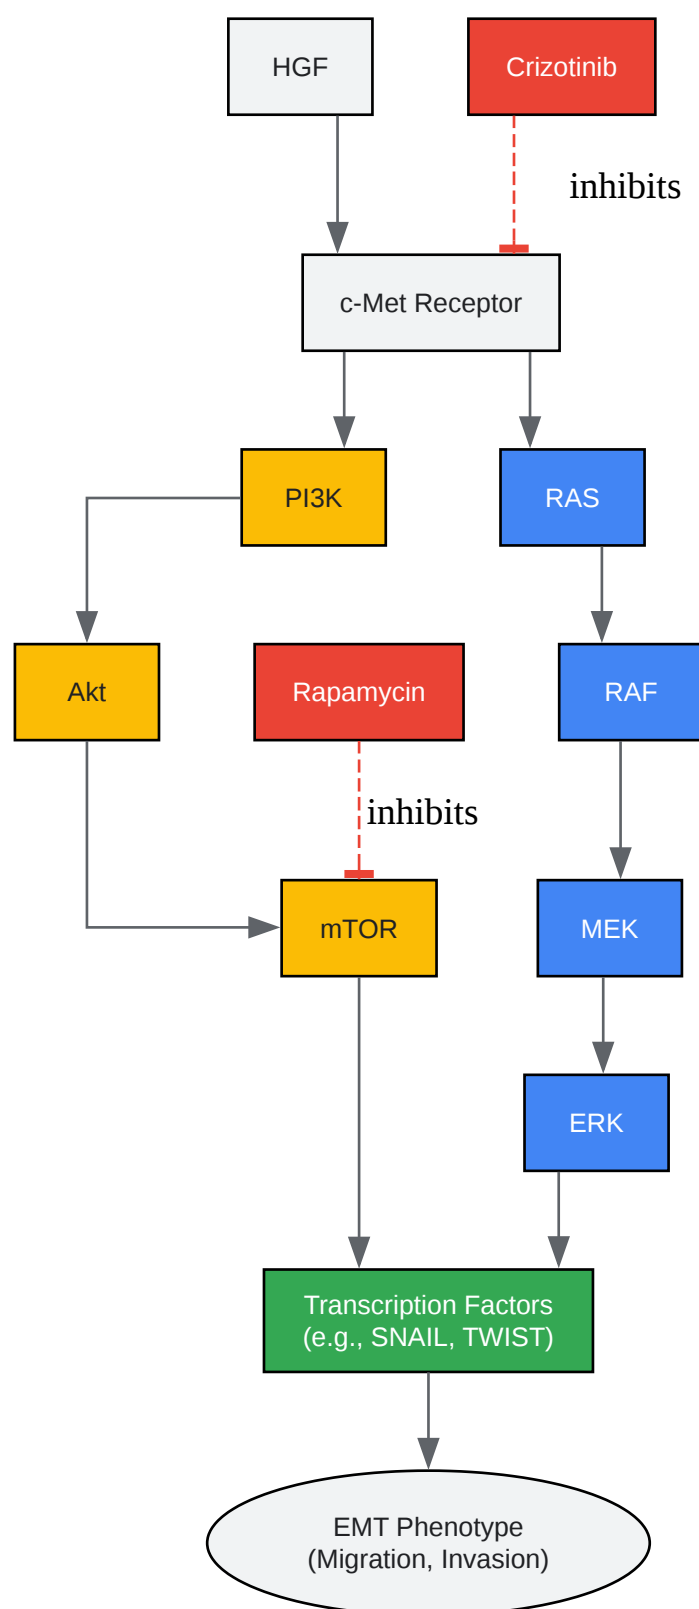 HGF
Crizotinib
inhibits
c-Met Receptor
PI3K
RAS
Akt
Rapamycin
RAF
inhibits
mTOR
MEK
ERK
Transcription Factors
(e.g., SNAIL, TWIST)
EMT Phenotype
(Migration, Invasion)